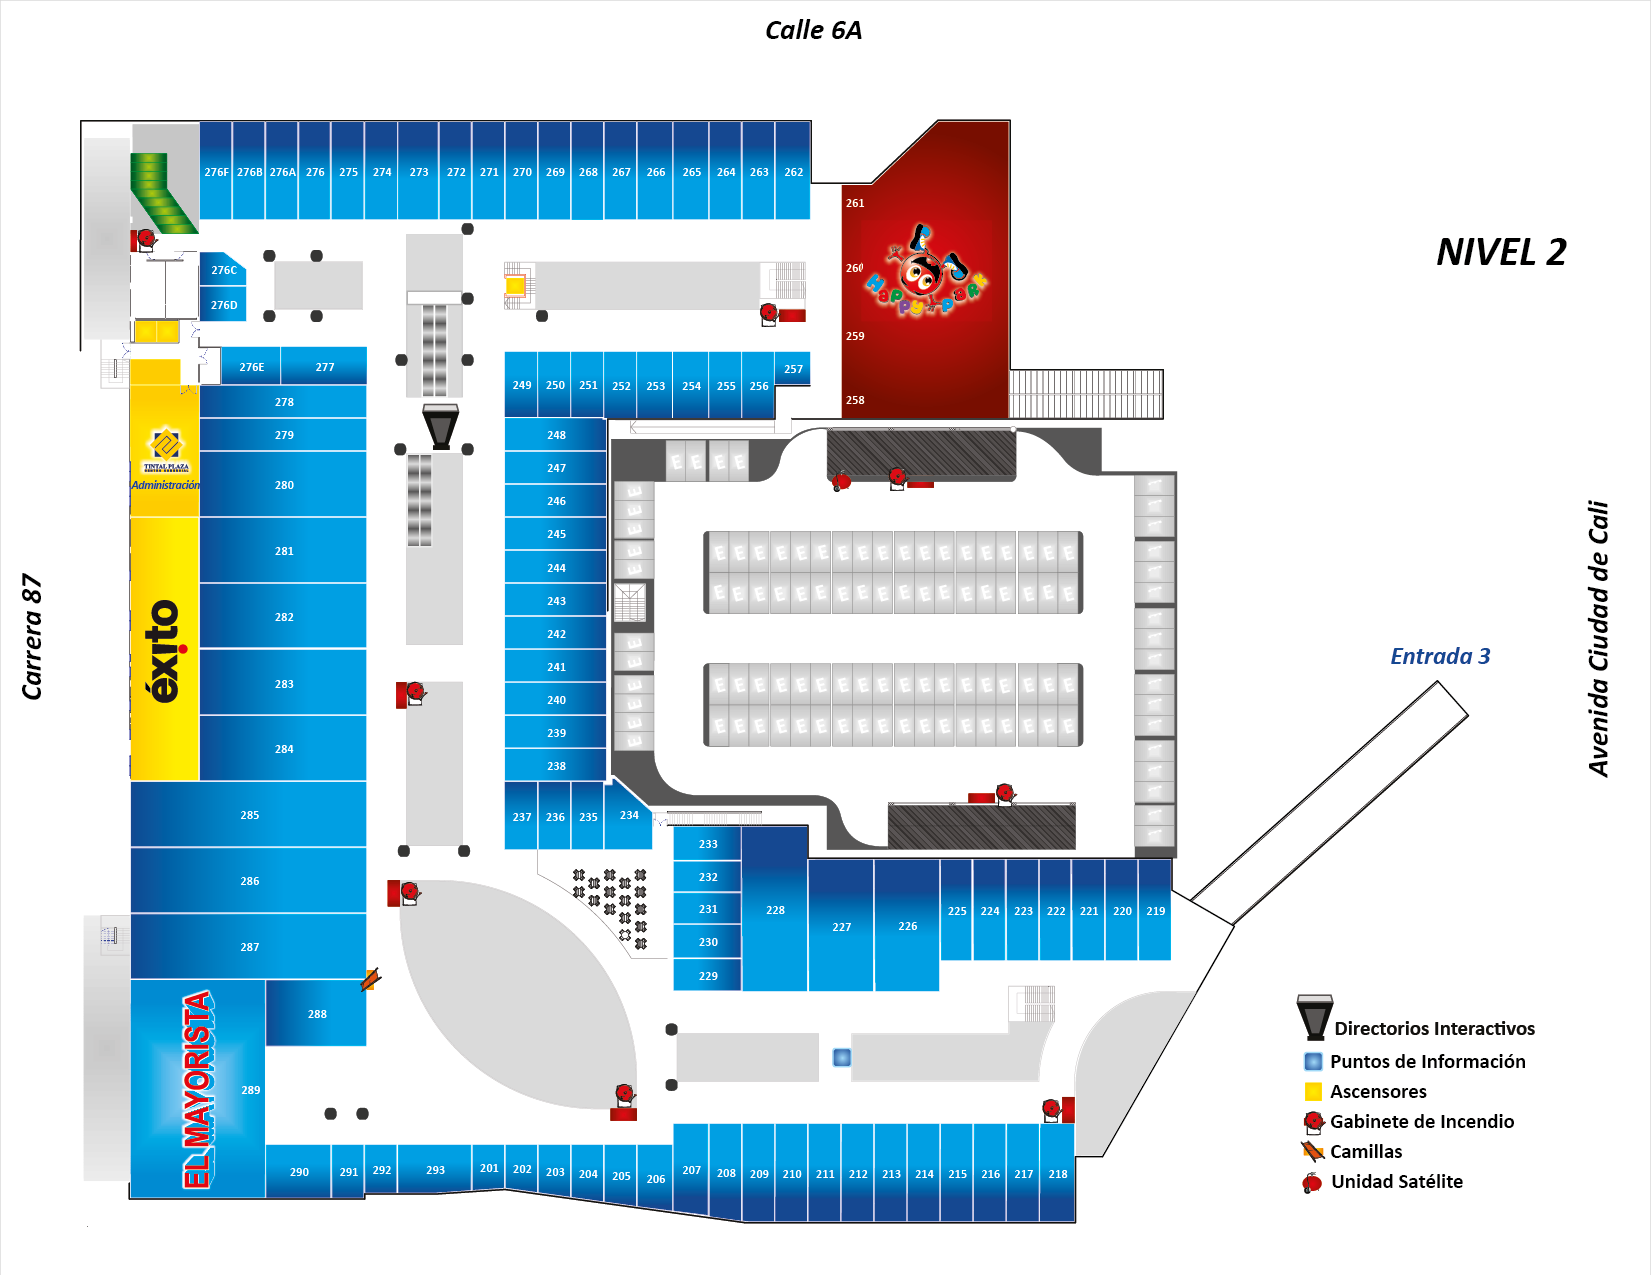 Calle 6A
NIVEL 2
Carrera 87
Avenida Ciudad de Cali
Entrada 3
276F 276B 276A 276 275 274 273 272 271 270 269 268 267 266 265 264 263 262
261
260
259
258
Happy Park
276C
276D
276E 277
278
279
280
281
282
283
284
285
286
287
288
289
TINTAL PLAZA
CENTRO COMERCIAL
Administración
éxito
EL MAYORISTA
249 250 251 252 253 254 255 256 257
248
247
246
245
244
243
242
241
240
239
238
237 236 235 234
233
232
231
230
229
228 227 226 225 224 223 222 221 220 219
290 291 292 293 201 202 203 204 205 206 207 208 209 210 211 212 213 214 215 216 217 218
E E E E
E
E
E
E
E
E
E
E
E
E
E E E E E E E E E E E E E E E E E E
E E E E E E E E E E E E E E E E E E
E E E E E E E E E E E E E E E E E E
E E E E E E E E E E E E E E E E E E
Directorios Interactivos
Puntos de Información
Ascensores
Gabinete de Incendio
Camillas
Unidad Satélite